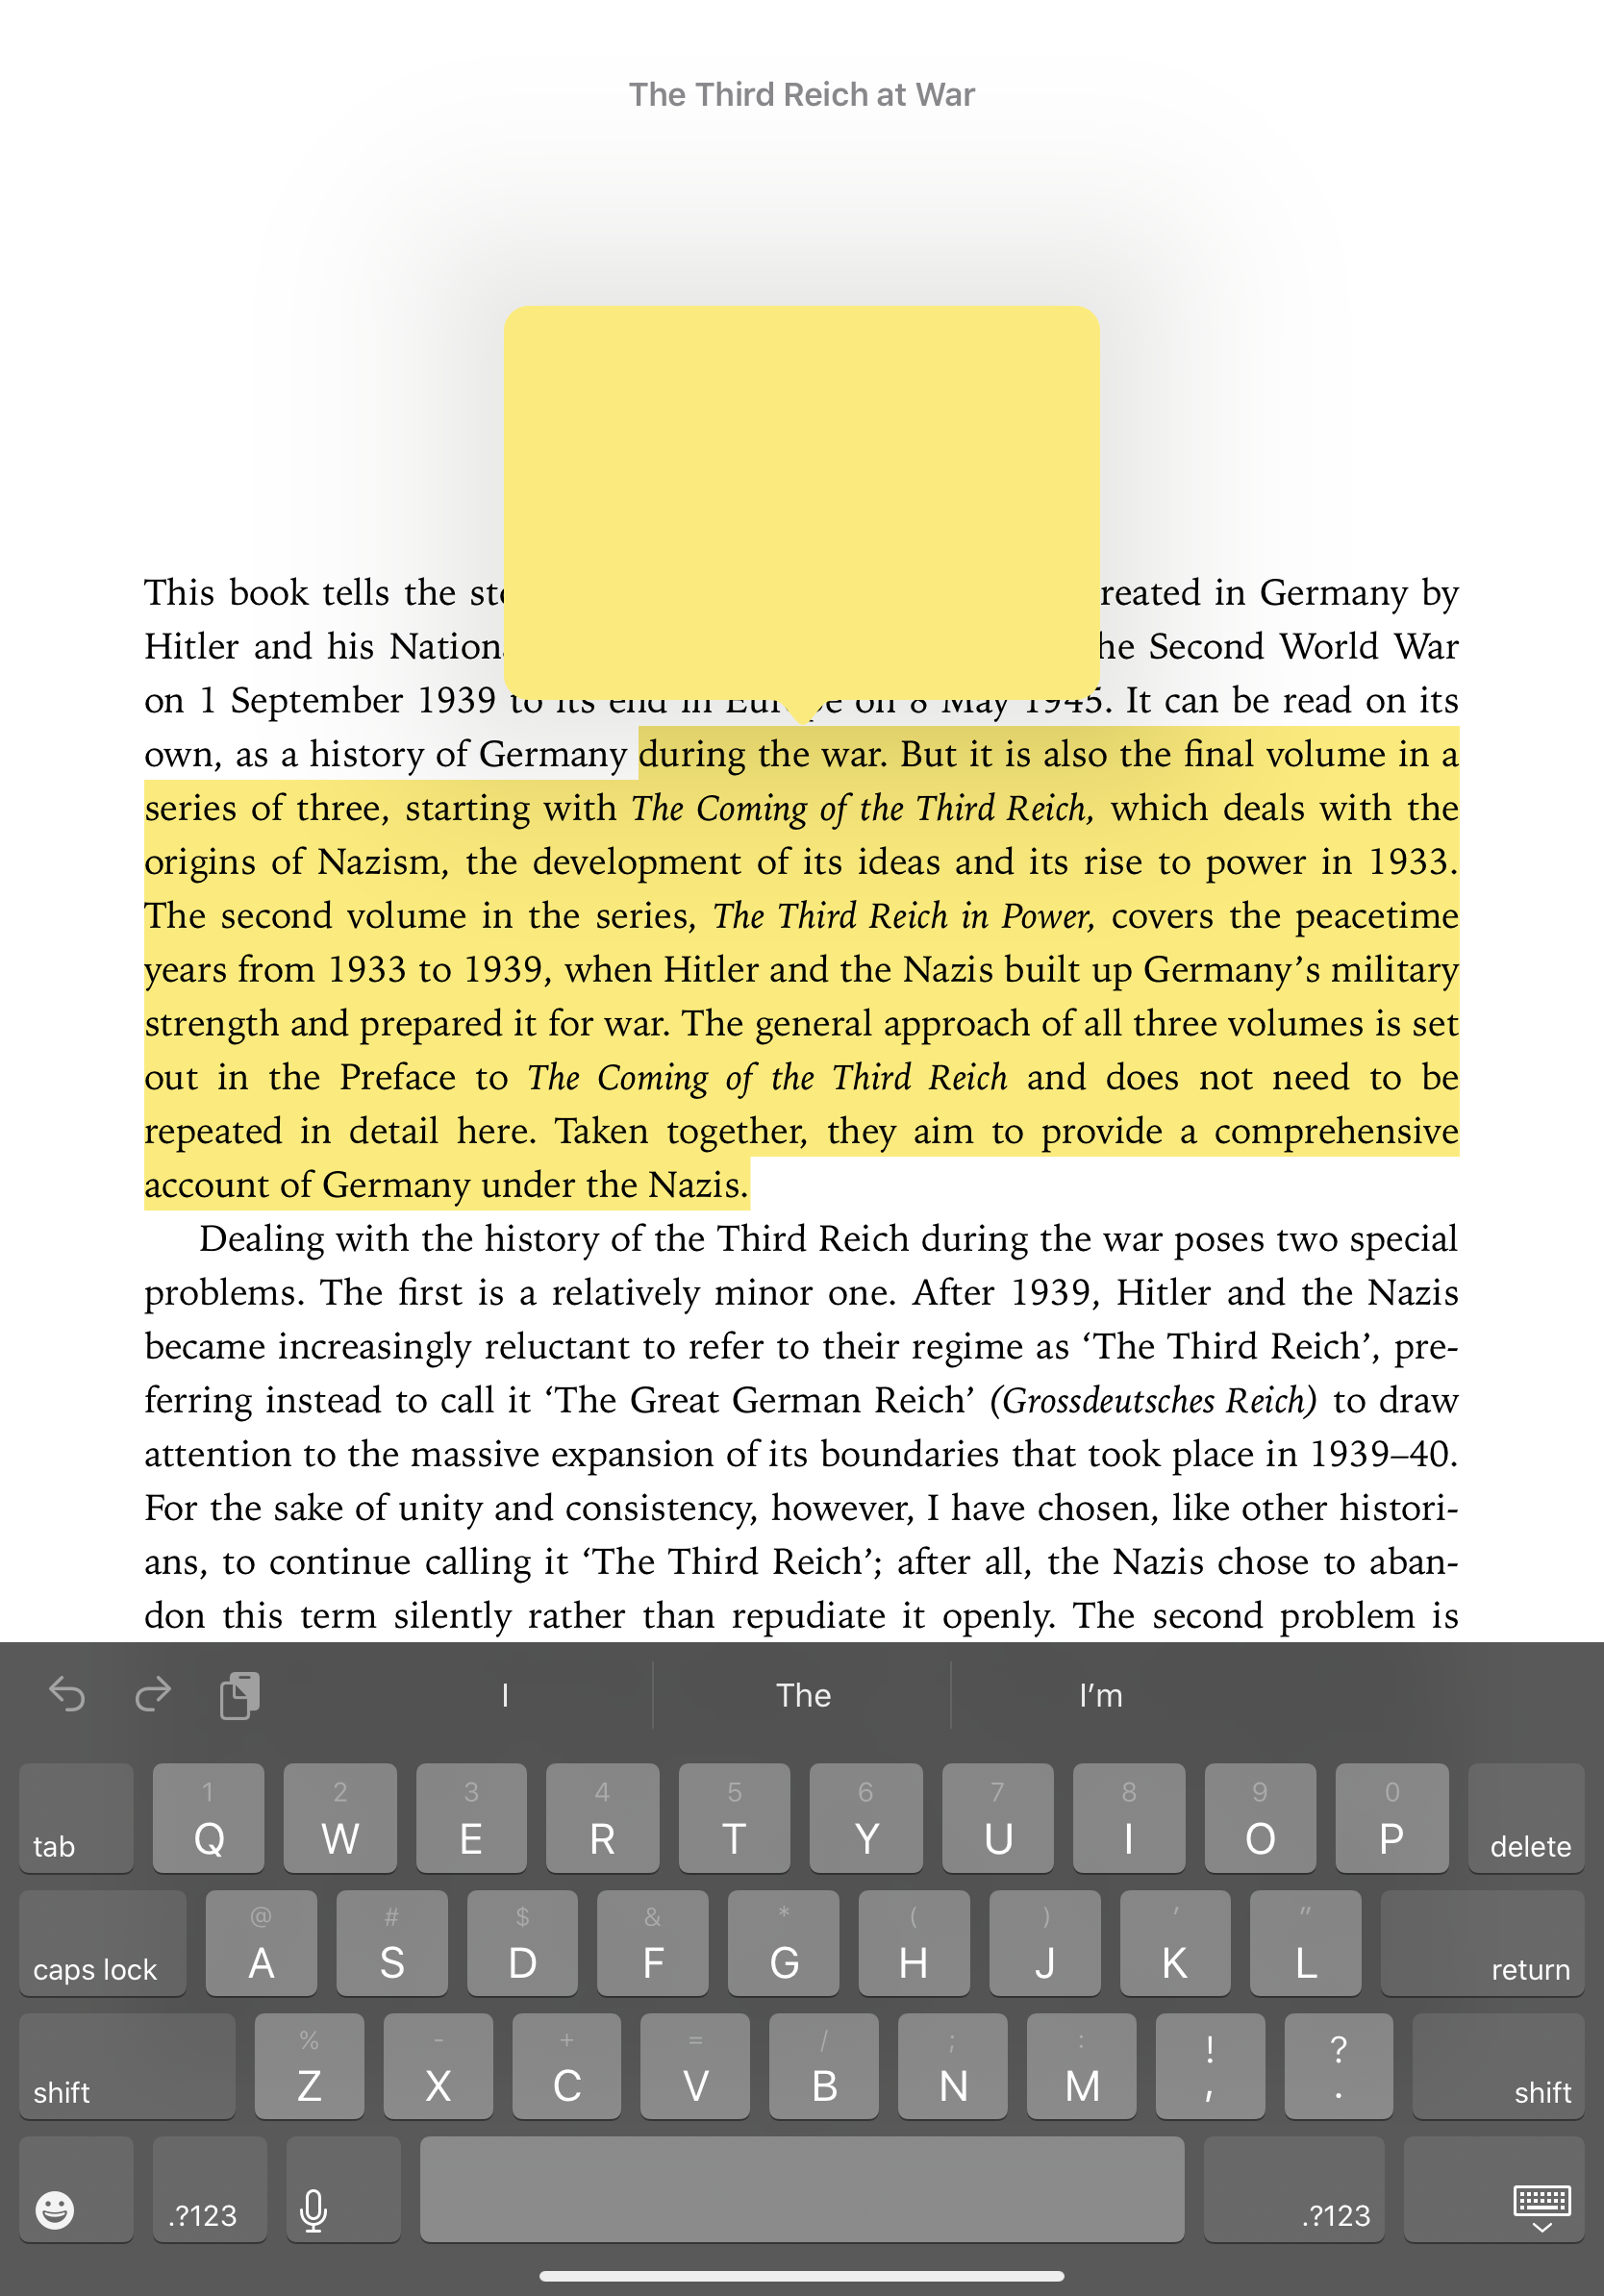 The Third Reich at War
This book tells the reated in Germany by
Hitler and his he Second World War
on 1 September 1939 to its end in Europe on 8 May 1945. It can be read on its
own, as a history of Germany during the war. But it is also the final volume in a
series of three, starting with The Coming of the Third Reich, which deals with the
origins of Nazism, the development of its ideas and its rise to power in 1933.
The second volume in the series, The Third Reich in Power, covers the peacetime
years from 1933 to 1939, when Hitler and the Nazis built up Germany’s military
strength and prepared it for war. The general approach of all three volumes is set
out in the Preface to The Coming of the Third Reich and does not need to be
repeated in detail here. Taken together, they aim to provide a comprehensive
account of Germany under the Nazis.
Dealing with the history of the Third Reich during the war poses two special
problems. The first is a relatively minor one. After 1939, Hitler and the Nazis
became increasingly reluctant to refer to their regime as ‘The Third Reich’, pre-
ferring instead to call it ‘The Great German Reich’ (Grossdeutsches Reich) to draw
attention to the massive expansion of its boundaries that took place in 1939–40.
For the sake of unity and consistency, however, I have chosen, like other histori-
ans, to continue calling it ‘The Third Reich’; after all, the Nazis chose to aban-
don this term silently rather than repudiate it openly. The second problem is
I The I’m
1 2 3 4 5 6 7 8 9 0
tab Q W E R T Y U I O P delete
@ # $ & * ( ) ' "
caps lock A S D F G H J K L return
% - + = / ; : ! ?
shift Z X C V B N M , . shift
.?123 .?123